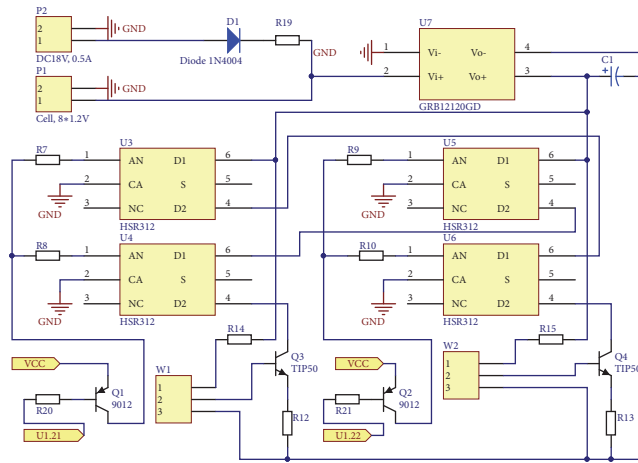 P2
2
1
GND
DC18V, 0.5A
D1
Diode 1N4004
R19
GND
P1
2
1
GND
Cell, 8*1.2V
U7
1 Vi- Vo- 4
2 Vi+ Vo+ 3
GRB12120GD
C1
+
U3
R7 1 AN D1 6
2 CA S 5
3 NC D2 4
GND
HSR312
U4
R8 1 AN D1 6
2 CA S 5
3 NC D2 4
GND
HSR312
U5
R9 1 AN D1 6
2 CA S 5
3 NC D2 4
GND
HSR312
U6
R10 1 AN D1 6
2 CA S 5
3 NC D2 4
GND
HSR312
VCC
Q1
9012
R20
U1.21
W1
1
2
3
R14
Q3
TIP50
R12
VCC
Q2
9012
R21
U1.22
W2
1
2
3
R15
Q4
TIP50
R13